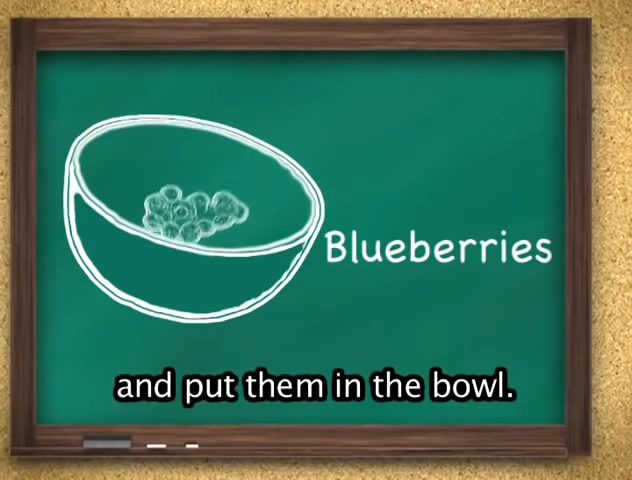 Blueberries
and put them in the bowl.